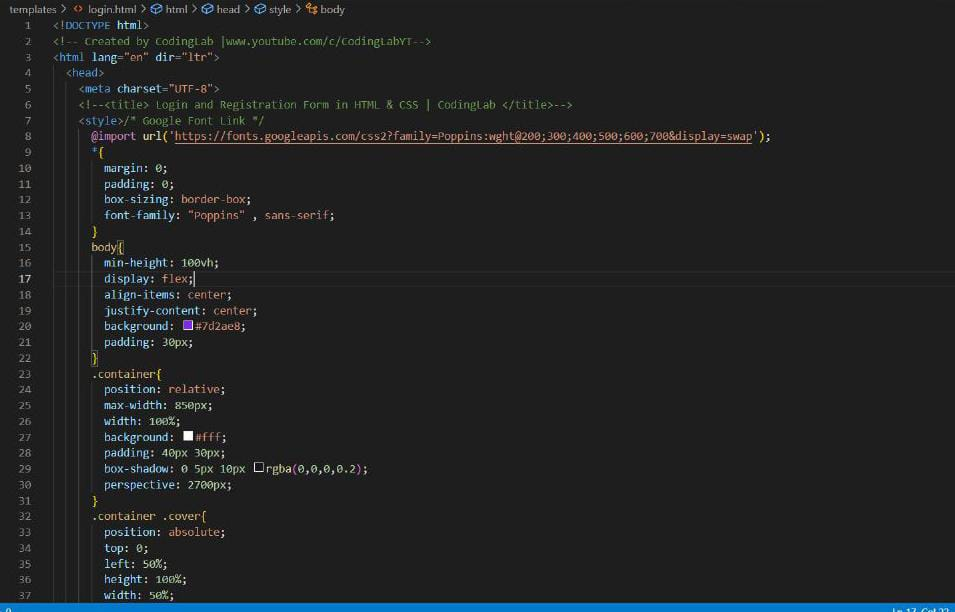 templates > login.html > html > head > style > body
1 <!DOCTYPE html>
2 <!-- Created by CodingLab |www.youtube.com/c/CodingLabYT-->
3 <html lang="en" dir="ltr">
4 <head>
5 <meta charset="UTF-8">
6 <!--<title> Login and Registration Form in HTML & CSS | CodingLab </title>-->
7 <style>/* Google Font Link */
8 @import url('https://fonts.googleapis.com/css2?family=Poppins:wght@200;300;400;500;600;700&display=swap');
9 *{
10 margin: 0;
11 padding: 0;
12 box-sizing: border-box;
13 font-family: "Poppins" , sans-serif;
14 }
15 body{
16 min-height: 100vh;
17 display: flex;
18 align-items: center;
19 justify-content: center;
20 background: #7d2ae8;
21 padding: 30px;
22 }
23 .container{
24 position: relative;
25 max-width: 850px;
26 width: 100%;
27 background: #fff;
28 padding: 40px 30px;
29 box-shadow: 0 5px 10px rgba(0,0,0,0.2);
30 perspective: 2700px;
31 }
32 .container .cover{
33 position: absolute;
34 top: 0;
35 left: 50%;
36 height: 100%;
37 width: 50%;